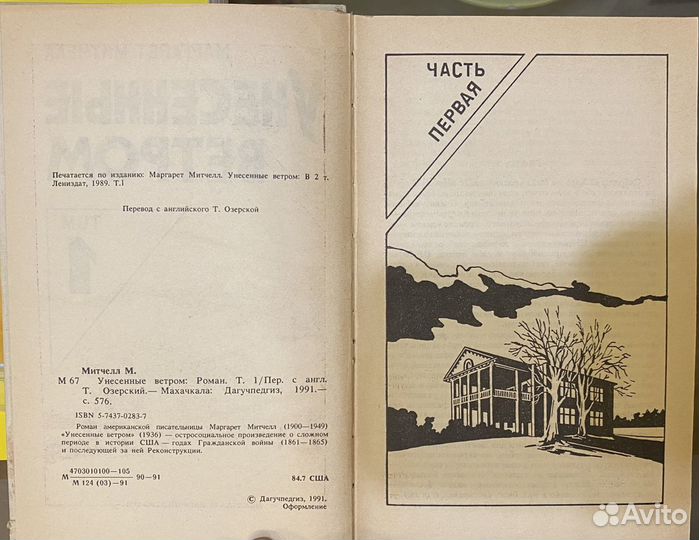 Печатается по изданию: Маргарет Митчелл. Унесенные ветром: В 2 т.
Лениздат, 1989. Т.1
Перевод с английского Т. Озерской
Митчелл М.
М 67 Унесенные ветром: Роман. Т. 1/Пер. с англ.
Т. Озерский.— Махачкала: Дагучпедгиз, 1991.—
с. 576.
ISBN 5-7437-0283-7
Роман американской писательницы Маргарет Митчелл (1900—1949)
«Унесенные ветром» (1936) — остросоциальное произведение о сложном
периоде в истории США — годах Гражданской войны (1861—1865)
и последующей за ней Реконструкции.
4703010100—105
М 90—91
М 124 (03)—91
84.7 США
© Дагучпедгиз, 1991.
Оформление
ЧАСТЬ
ПЕРВАЯ
Avito